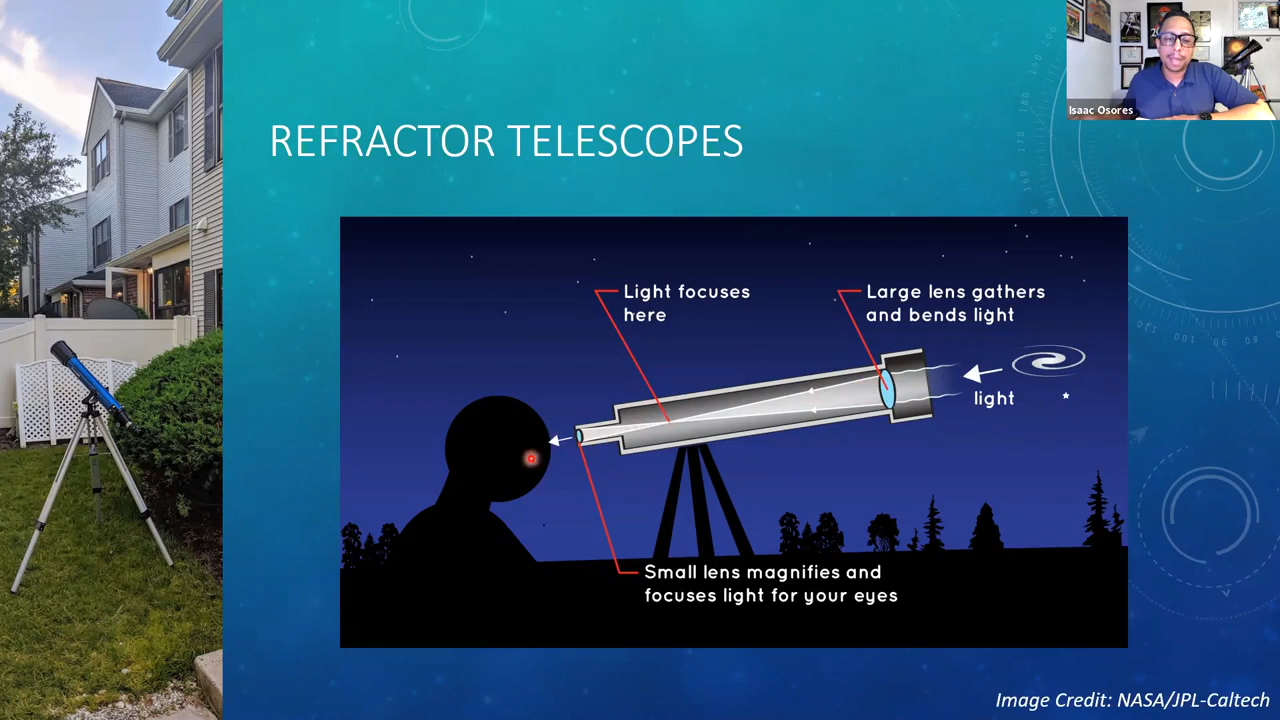 Isaac Osores
REFRACTOR TELESCOPES
Light focuses
here
Large lens gathers
and bends light
light
Small lens magnifies and
focuses light for your eyes
Image Credit: NASA/JPL-Caltech